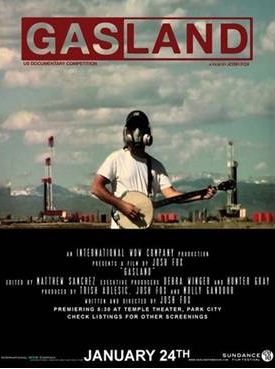 GASLAND
US DOCUMENTARY COMPETITION
A FILM BY JOSH FOX
AN INTERNATIONAL WOW COMPANY PRODUCTION
PRESENTS A FILM BY JOSH FOX
"GASLAND"
EDITED BY MATTHEW SANCHEZ EXECUTIVE PRODUCERS DEBRA WINGER AND HUNTER GRAY
PRODUCED BY TRISH ADLESIC, JOSH FOX AND MOLLY GANDOUR
WRITTEN AND DIRECTED BY JOSH FOX
PREMIERING 5:30 AT TEMPLE THEATER, PARK CITY
CHECK LISTINGS FOR OTHER SCREENINGS
JANUARY 24TH
SUNDANCE
FILM FESTIVAL